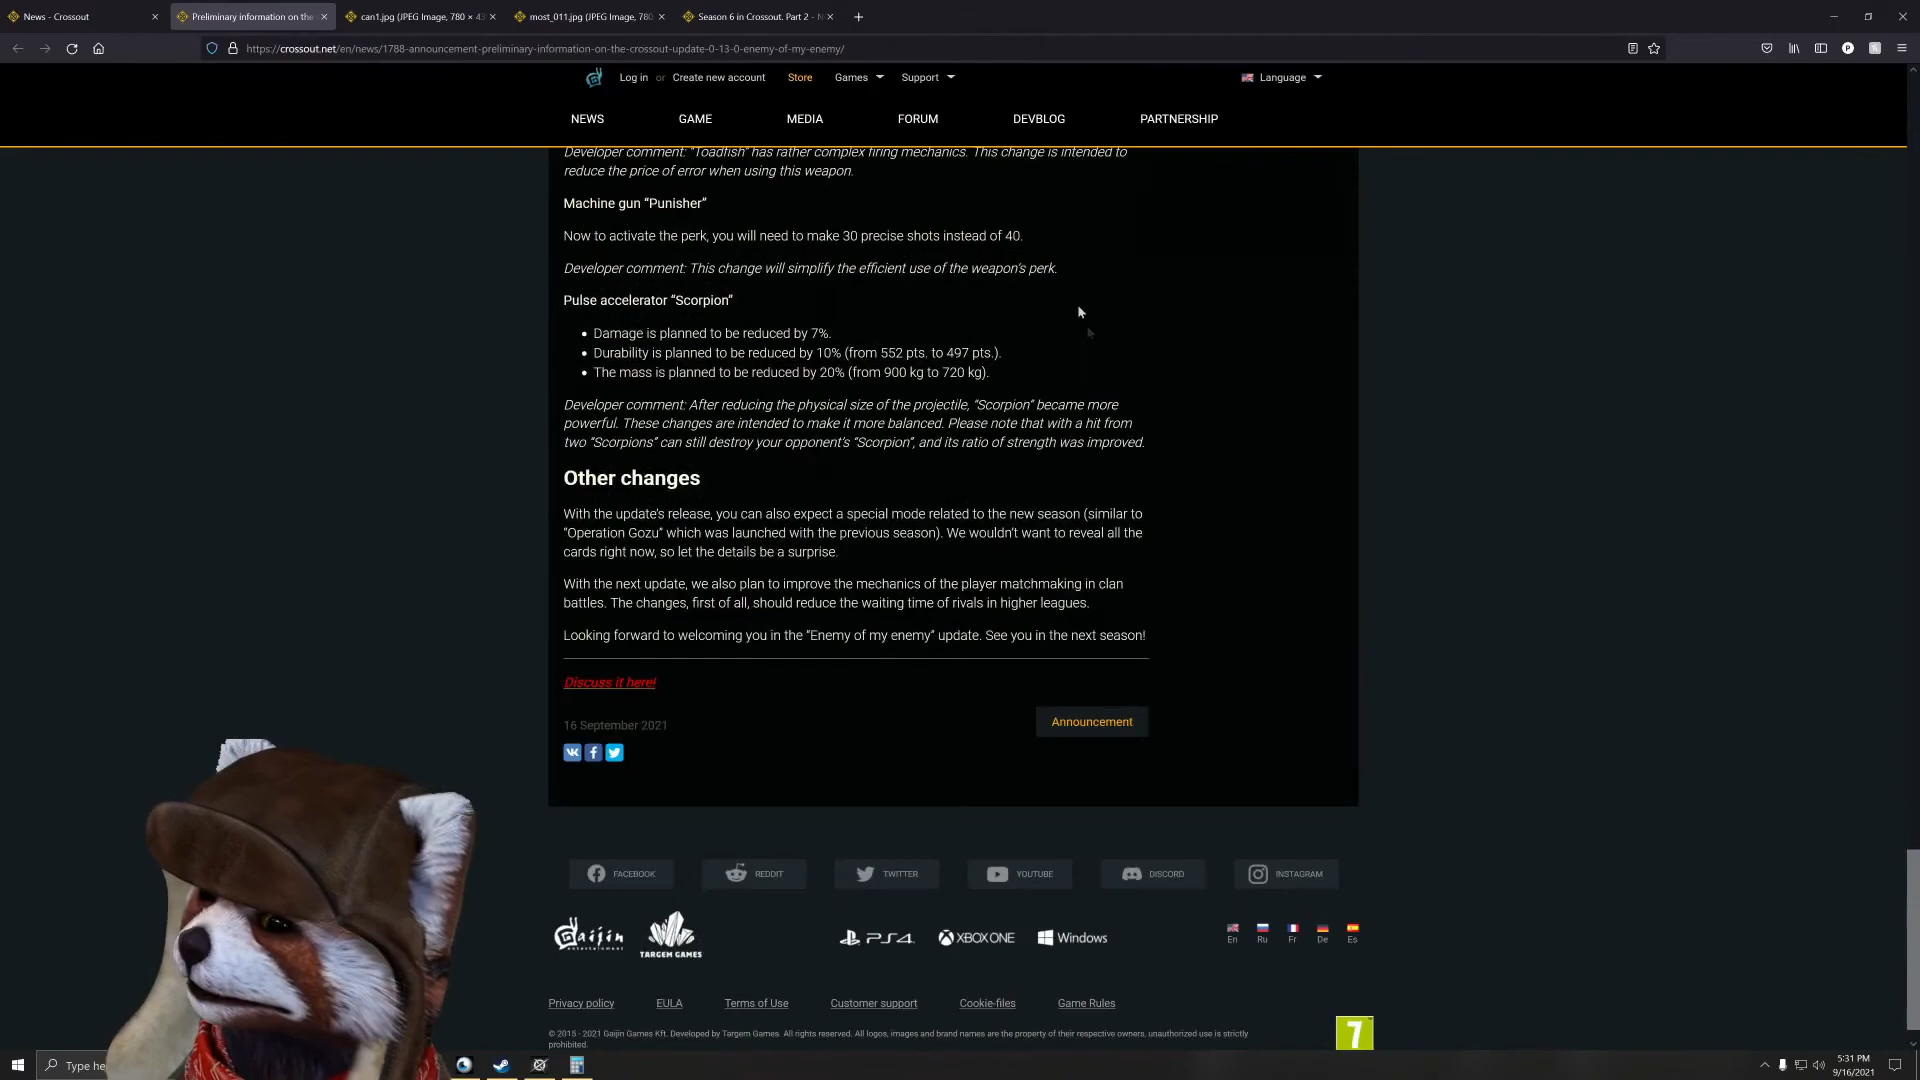 News - Crossout
Preliminary information on the
can1.jpg (JPEG Image, 780 × 43
most_011.jpg (JPEG Image, 780
Season 6 in Crossout. Part 2 - N
https://crossout.net/en/news/1788-announcement-preliminary-information-on-the-crossout-update-0-13-0-enemy-of-my-enemy/
Log in or Create new account Store Games Support Language
NEWS GAME MEDIA FORUM DEVBLOG PARTNERSHIP
Developer comment: "Toadfish" has rather complex firing mechanics. This change is intended to
reduce the price of error when using this weapon.
Machine gun “Punisher”
Now to activate the perk, you will need to make 30 precise shots instead of 40.
Developer comment: This change will simplify the efficient use of the weapon's perk.
Pulse accelerator “Scorpion”
• Damage is planned to be reduced by 7%.
• Durability is planned to be reduced by 10% (from 552 pts. to 497 pts.).
• The mass is planned to be reduced by 20% (from 900 kg to 720 kg).
Developer comment: After reducing the physical size of the projectile, “Scorpion” became more
powerful. These changes are intended to make it more balanced. Please note that with a hit from
two “Scorpions” can still destroy your opponent's “Scorpion”, and its ratio of strength was improved.
Other changes
With the update's release, you can also expect a special mode related to the new season (similar to
“Operation Gozu” which was launched with the previous season). We wouldn't want to reveal all the
cards right now, so let the details be a surprise.
With the next update, we also plan to improve the mechanics of the player matchmaking in clan
battles. The changes, first of all, should reduce the waiting time of rivals in higher leagues.
Looking forward to welcoming you in the “Enemy of my enemy” update. See you in the next season!
Discuss it here!
16 September 2021
Announcement
FACEBOOK REDDIT TWITTER YOUTUBE DISCORD INSTAGRAM
Gaijin entertainment TARGEM GAMES PS4 XBOX ONE Windows
En Ru Fr De Es
Privacy policy EULA Terms of Use Customer support Cookie-files Game Rules
© 2015 - 2021 Gaijin Games Kft. Developed by Targem Games. All rights reserved. All logos, images and brand names are the property of their respective owners, unauthorized use is strictly
prohibited.
7
Type he
5:31 PM
9/16/2021